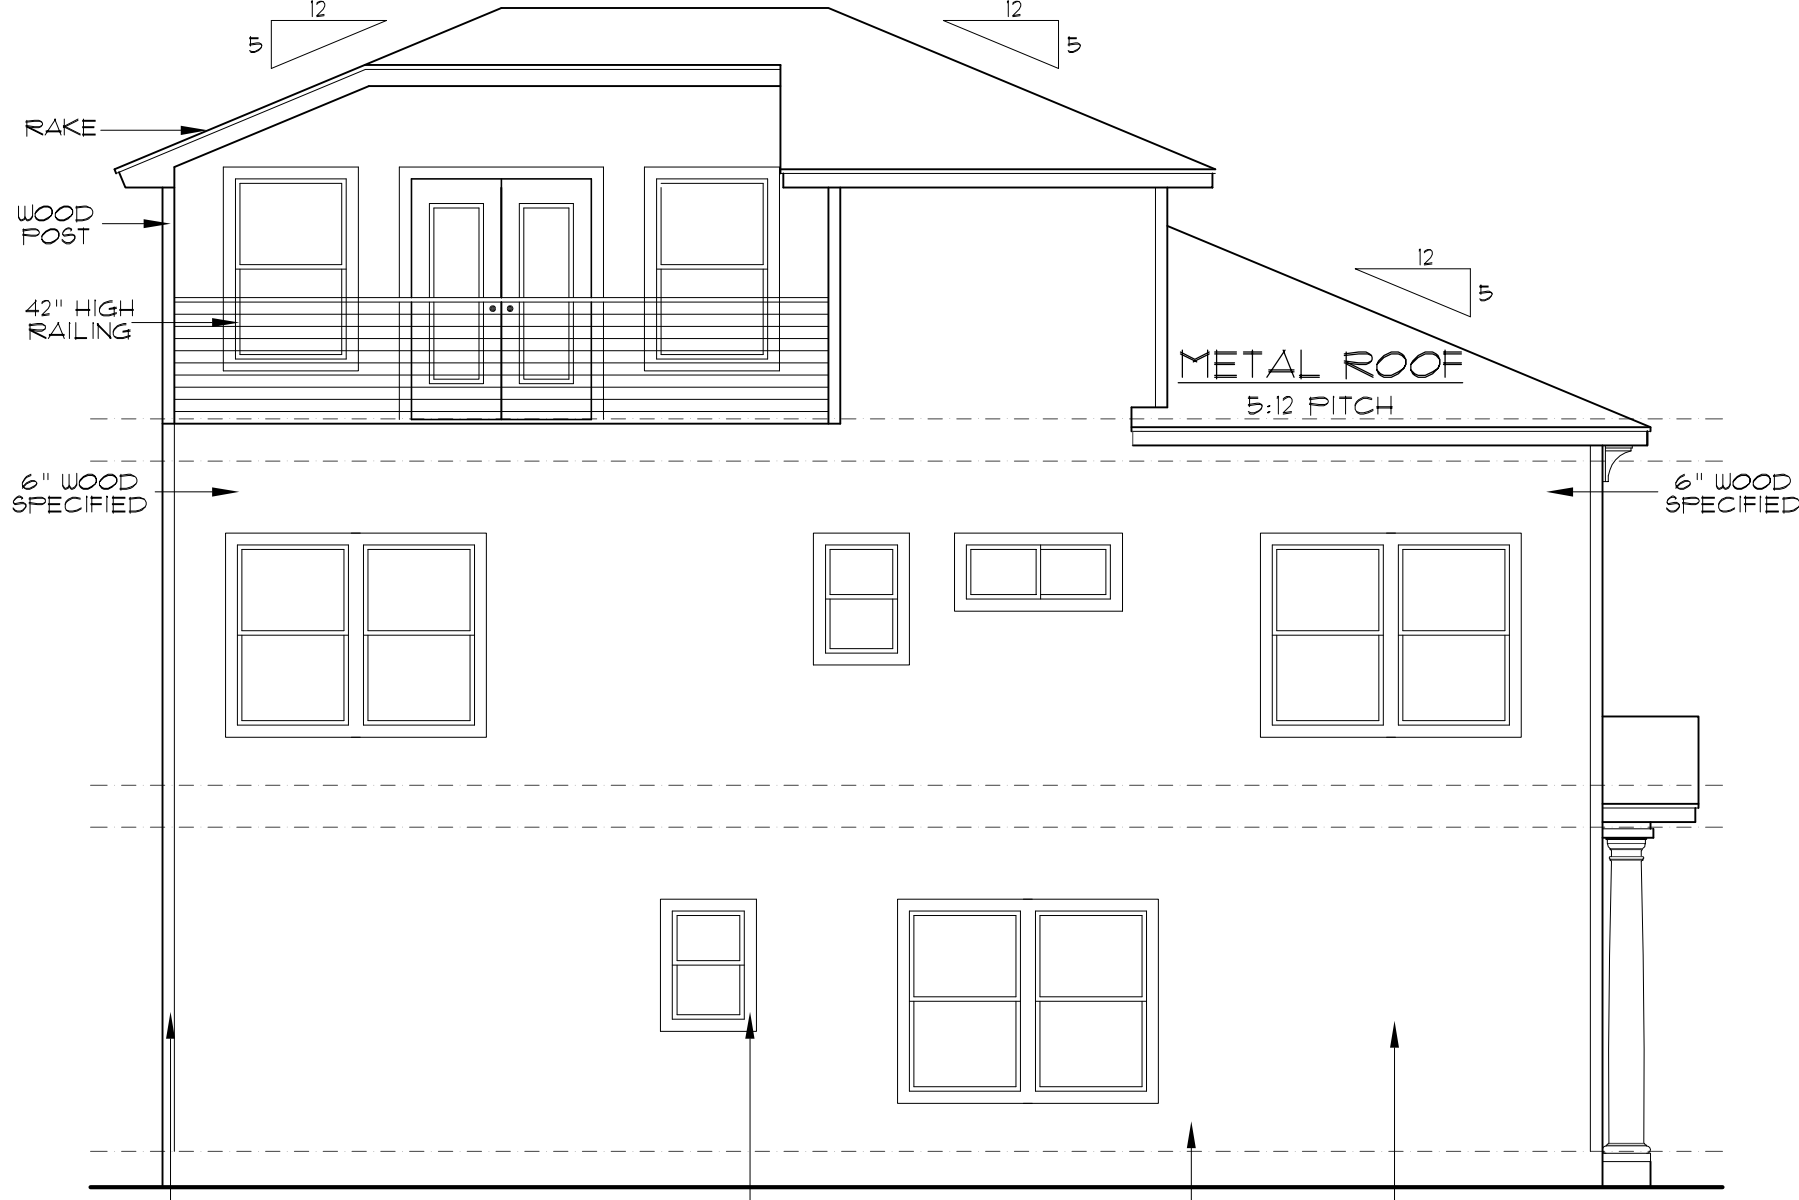 12
5
12
5
RAKE
WOOD
POST
12
5
42" HIGH
RAILING
METAL ROOF
5:12 PITCH
6" WOOD
SPECIFIED
6" WOOD
SPECIFIED